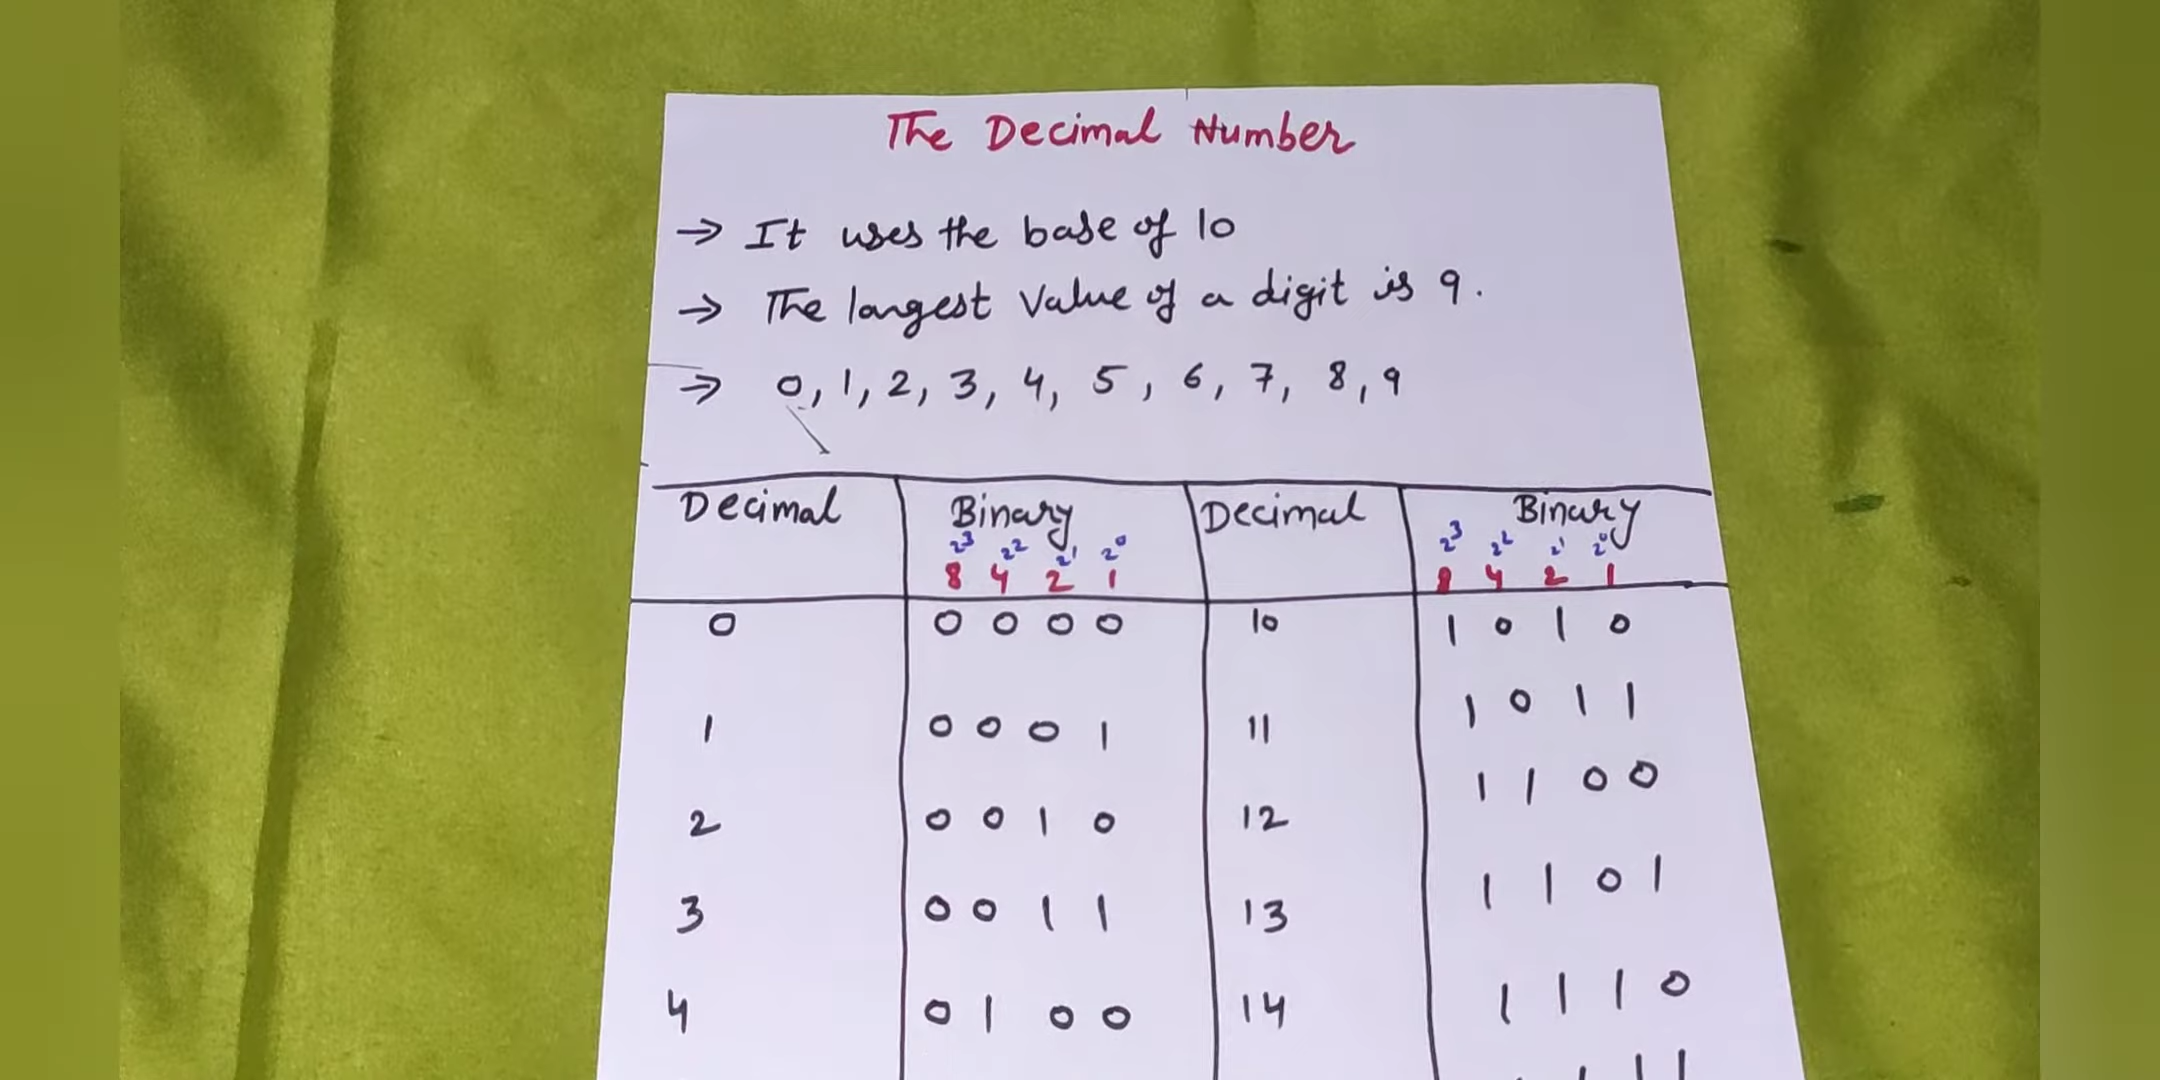 The Decimal Number
→ It uses the base of 10
→ The largest Value of a digit is 9.
→ 0, 1, 2, 3, 4, 5, 6, 7, 8, 9
Decimal Binary Decimal Binary
2³ 2² 2¹ 2⁰ 2³ 2² 2¹ 2⁰
8 4 2 1 8 4 2 1
0 0 0 0 0 10 1 0 1 0
1 0 0 0 1 11 1 0 1 1
2 0 0 1 0 12 1 1 0 0
3 0 0 1 1 13 1 1 0 1
4 0 1 0 0 14 1 1 1 0